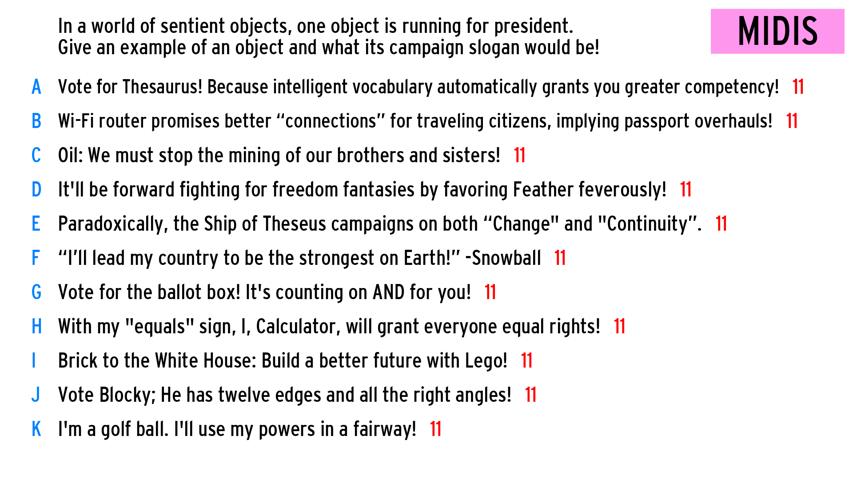 In a world of sentient objects, one object is running for president.
Give an example of an object and what its campaign slogan would be!
MIDIS
A Vote for Thesaurus! Because intelligent vocabulary automatically grants you greater competency! 11
B Wi-Fi router promises better “connections” for traveling citizens, implying passport overhauls! 11
C Oil: We must stop the mining of our brothers and sisters! 11
D It'll be forward fighting for freedom fantasies by favoring Feather feverously! 11
E Paradoxically, the Ship of Theseus campaigns on both “Change" and "Continuity”. 11
F “I’ll lead my country to be the strongest on Earth!” -Snowball 11
G Vote for the ballot box! It's counting on AND for you! 11
H With my "equals" sign, I, Calculator, will grant everyone equal rights! 11
I Brick to the White House: Build a better future with Lego! 11
J Vote Blocky; He has twelve edges and all the right angles! 11
K I'm a golf ball. I'll use my powers in a fairway! 11